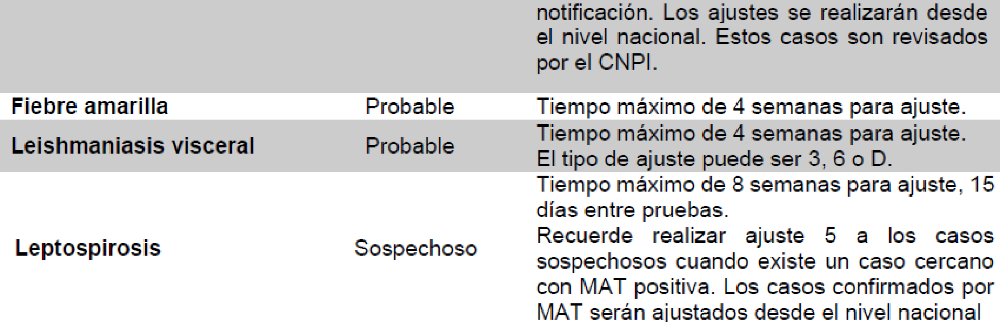 notificación. Los ajustes se realizarán desde
el nivel nacional. Estos casos son revisados
por el CNPI.
Fiebre amarilla Probable Tiempo máximo de 4 semanas para ajuste.
Leishmaniasis visceral Probable Tiempo máximo de 4 semanas para ajuste.
El tipo de ajuste puede ser 3, 6 o D.
Leptospirosis Sospechoso Tiempo máximo de 8 semanas para ajuste, 15
días entre pruebas.
Recuerde realizar ajuste 5 a los casos
sospechosos cuando existe un caso cercano
con MAT positiva. Los casos confirmados por
MAT serán ajustados desde el nivel nacional